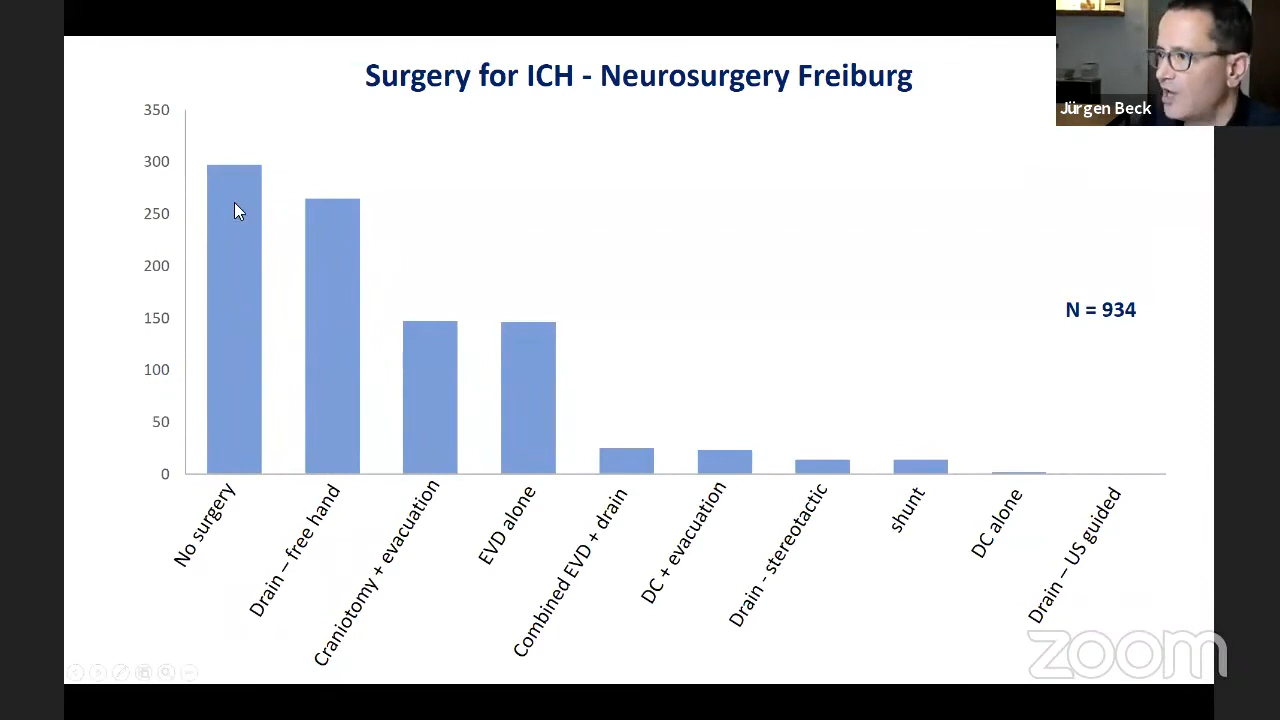 Surgery for ICH - Neurosurgery Freiburg
Jürgen Beck
350
300
250
200
150
100
50
0
N = 934
No surgery
Drain – free hand
Craniotomy + evacuation
EVD alone
Combined EVD + drain
DC + evacuation
Drain - stereotactic
shunt
DC alone
Drain – US guided
zoom